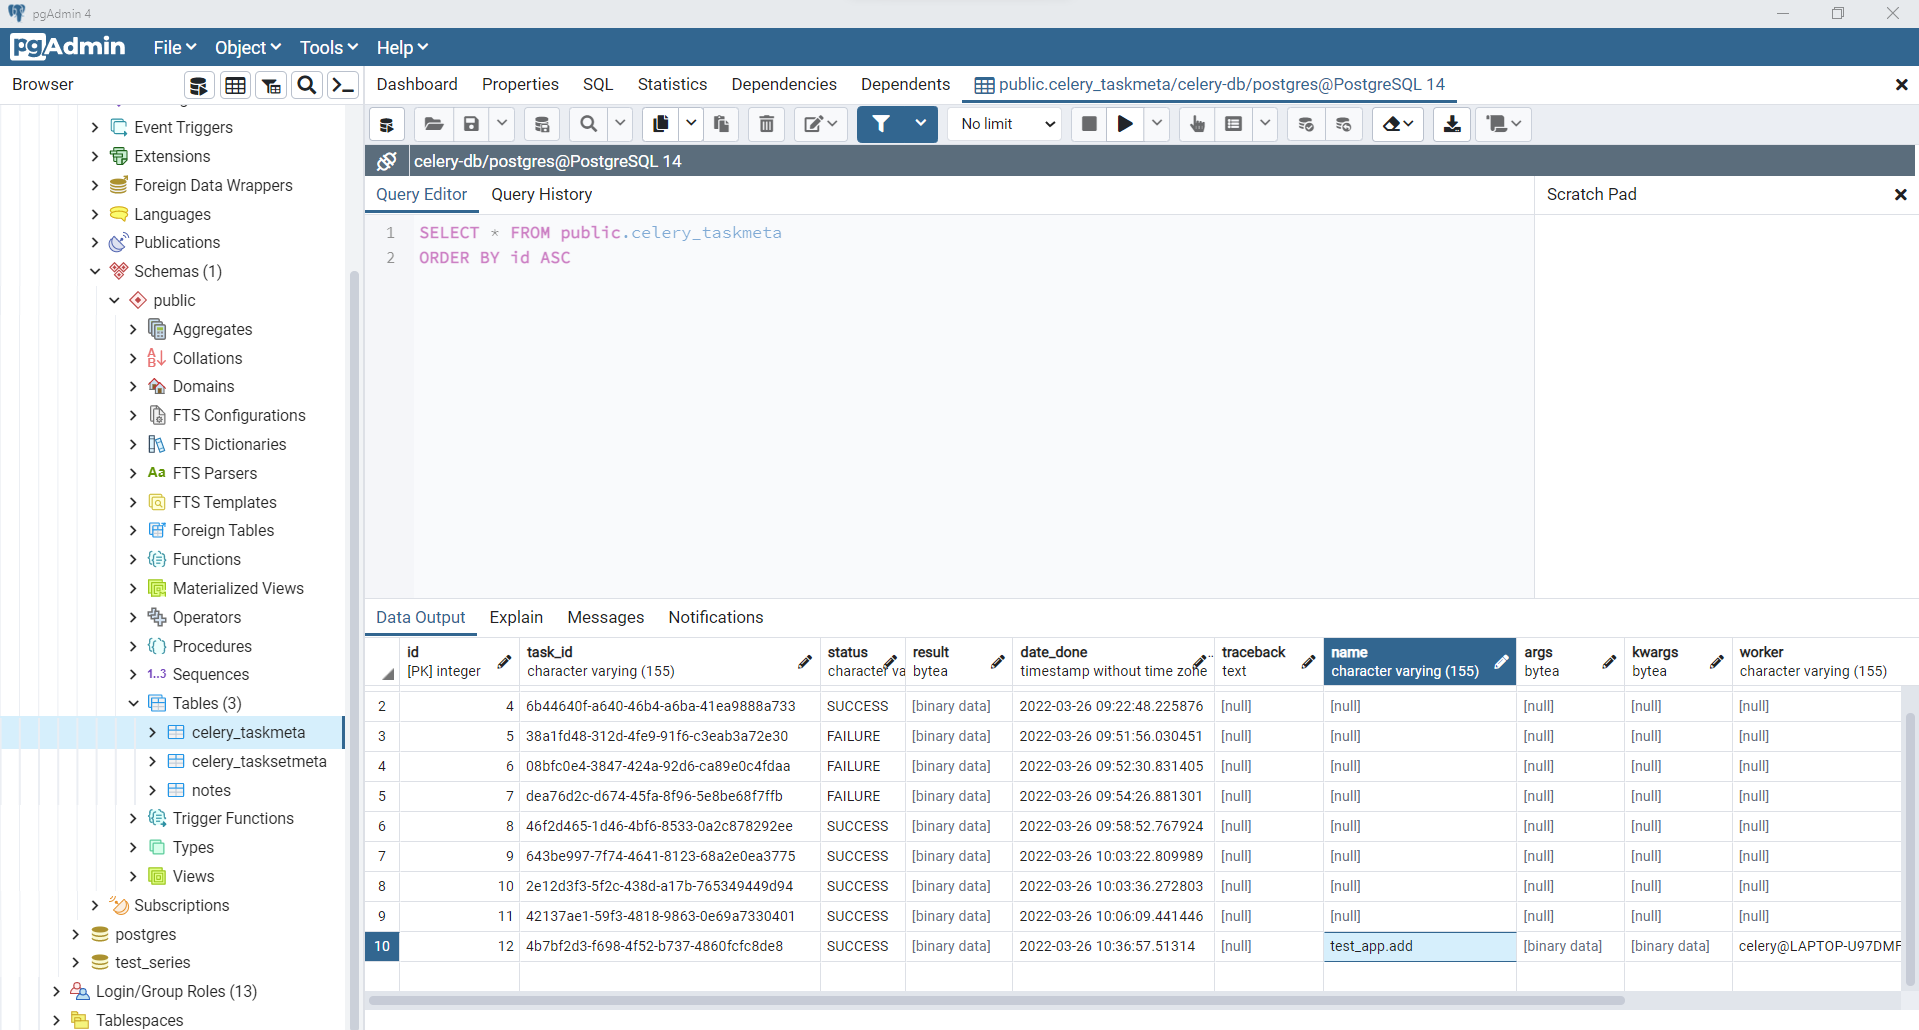 pgAdmin 4
pgAdmin File Object Tools Help
Browser
Dashboard Properties SQL Statistics Dependencies Dependents public.celery_taskmeta/celery-db/postgres@PostgreSQL 14
No limit
celery-db/postgres@PostgreSQL 14
Query Editor Query History
Scratch Pad
1 SELECT * FROM public.celery_taskmeta
2 ORDER BY id ASC
Event Triggers
Extensions
Foreign Data Wrappers
Languages
Publications
Schemas (1)
public
Aggregates
Collations
Domains
FTS Configurations
FTS Dictionaries
Aa FTS Parsers
FTS Templates
Foreign Tables
Functions
Materialized Views
Operators
Procedures
1..3 Sequences
Tables (3)
celery_taskmeta
celery_tasksetmeta
notes
Trigger Functions
Types
Views
Subscriptions
postgres
test_series
Login/Group Roles (13)
Tablespaces
Data Output Explain Messages Notifications
id task_id status result date_done traceback name args kwargs worker
[PK] integer character varying (155) character va bytea timestamp without time zone text character varying (155) bytea bytea character varying (155)
2 4 6b44640f-a640-46b4-a6ba-41ea9888a733 SUCCESS [binary data] 2022-03-26 09:22:48.225876 [null] [null] [null] [null] [null]
3 5 38a1fd48-312d-4fe9-91f6-c3eab3a72e30 FAILURE [binary data] 2022-03-26 09:51:56.030451 [null] [null] [null] [null] [null]
4 6 08bfc0e4-3847-424a-92d6-ca89e0c4fdaa FAILURE [binary data] 2022-03-26 09:52:30.831405 [null] [null] [null] [null] [null]
5 7 dea76d2c-d674-45fa-8f96-5e8be68f7ffb FAILURE [binary data] 2022-03-26 09:54:26.881301 [null] [null] [null] [null] [null]
6 8 46f2d465-1d46-4bf6-8533-0a2c878292ee SUCCESS [binary data] 2022-03-26 09:58:52.767924 [null] [null] [null] [null] [null]
7 9 643be997-7f74-4641-8123-68a2e0ea3775 SUCCESS [binary data] 2022-03-26 10:03:22.809989 [null] [null] [null] [null] [null]
8 10 2e12d3f3-5f2c-438d-a17b-765349449d94 SUCCESS [binary data] 2022-03-26 10:03:36.272803 [null] [null] [null] [null] [null]
9 11 42137ae1-59f3-4818-9863-0e69a7330401 SUCCESS [binary data] 2022-03-26 10:06:09.441446 [null] [null] [null] [null] [null]
10 12 4b7bf2d3-f698-4f52-b737-4860fcfc8de8 SUCCESS [binary data] 2022-03-26 10:36:57.51314 [null] test_app.add [binary data] [binary data] celery@LAPTOP-U97DMF